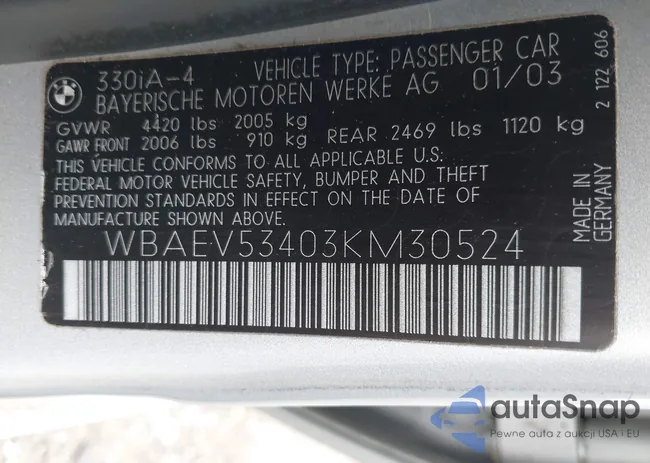 330iA-4 VEHICLE TYPE: PASSENGER CAR
BAYERISCHE MOTOREN WERKE AG 01/03
GVWR 4420 lbs 2005 kg
GAWR FRONT 2006 lbs 910 kg REAR 2469 lbs 1120 kg
THIS VEHICLE CONFORMS TO ALL APPLICABLE U.S.
FEDERAL MOTOR VEHICLE SAFETY, BUMPER AND THEFT
PREVENTION STANDARDS IN EFFECT ON THE DATE OF
MANUFACTURE SHOWN ABOVE.
WBAEV53403KM30524
MADE IN
GERMANY
2 122 606
autaSnap
Pewne auta z aukcji USA i EU